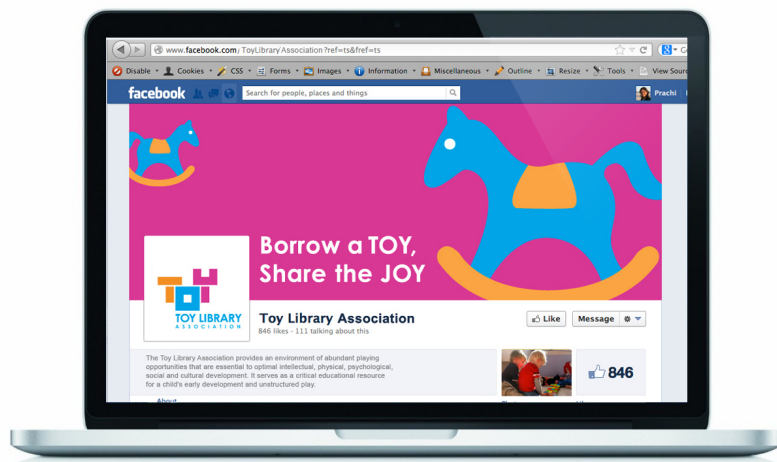 www.facebook.com/ToyLibraryAssociation?ref=ts&fref=ts
Disable Cookies CSS Forms Images Information Miscellaneous Outline Resize Tools View Sourc
facebook Search for people, places and things Prachi
Borrow a TOY,
Share the JOY
TOY
TOY LIBRARY
ASSOCIATION
Toy Library Association
846 likes · 111 talking about this
Like Message
The Toy Library Association provides an environment of abundant playing
opportunities that are essential to optimal intellectual, physical, psychological,
social and cultural development. It serves as a critical educational resource
for a child's early development and unstructured play.
846
About